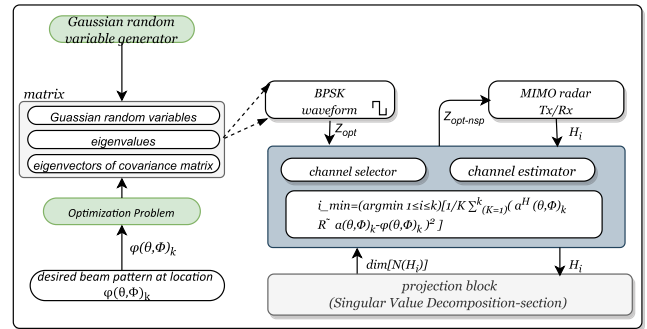 Gaussian random
variable generator
matrix
Guassian random variables
eigenvalues
eigenvectors of covariance matrix
Optimization Problem
φ(θ,Φ)k
desired beam pattern at location
φ(θ,Φ)k
BPSK
waveform
Zopt
Zopt-nsp
MIMO radar
Tx/Rx
Hi
channel selector
channel estimator
i_min=(argmin 1≤i≤k)[1/K ∑^k_(K=1)( a^H (θ,Φ)k
R˜ a(θ,Φ)k-φ(θ,Φ)k )² ]
dim[N(Hi)]
Hi
projection block
(Singular Value Decomposition-section)